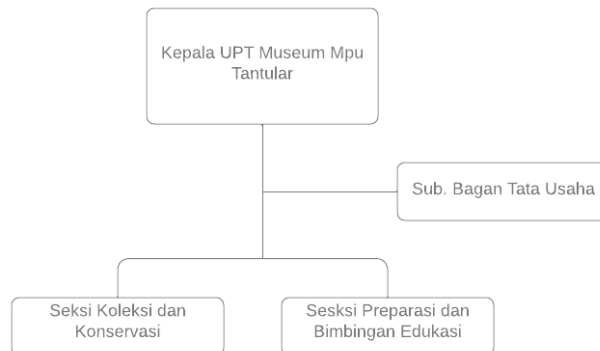 Kepala UPT Museum Mpu
Tantular
Sub. Bagan Tata Usaha
Seksi Koleksi dan
Konservasi
Sesksi Preparasi dan
Bimbingan Edukasi